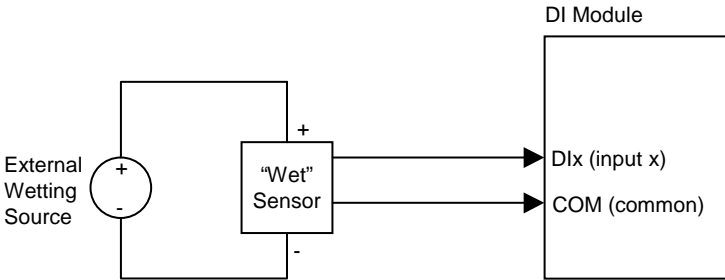 DI Module
External
Wetting
Source
+
-
+
“Wet”
Sensor
-
DIx (input x)
COM (common)